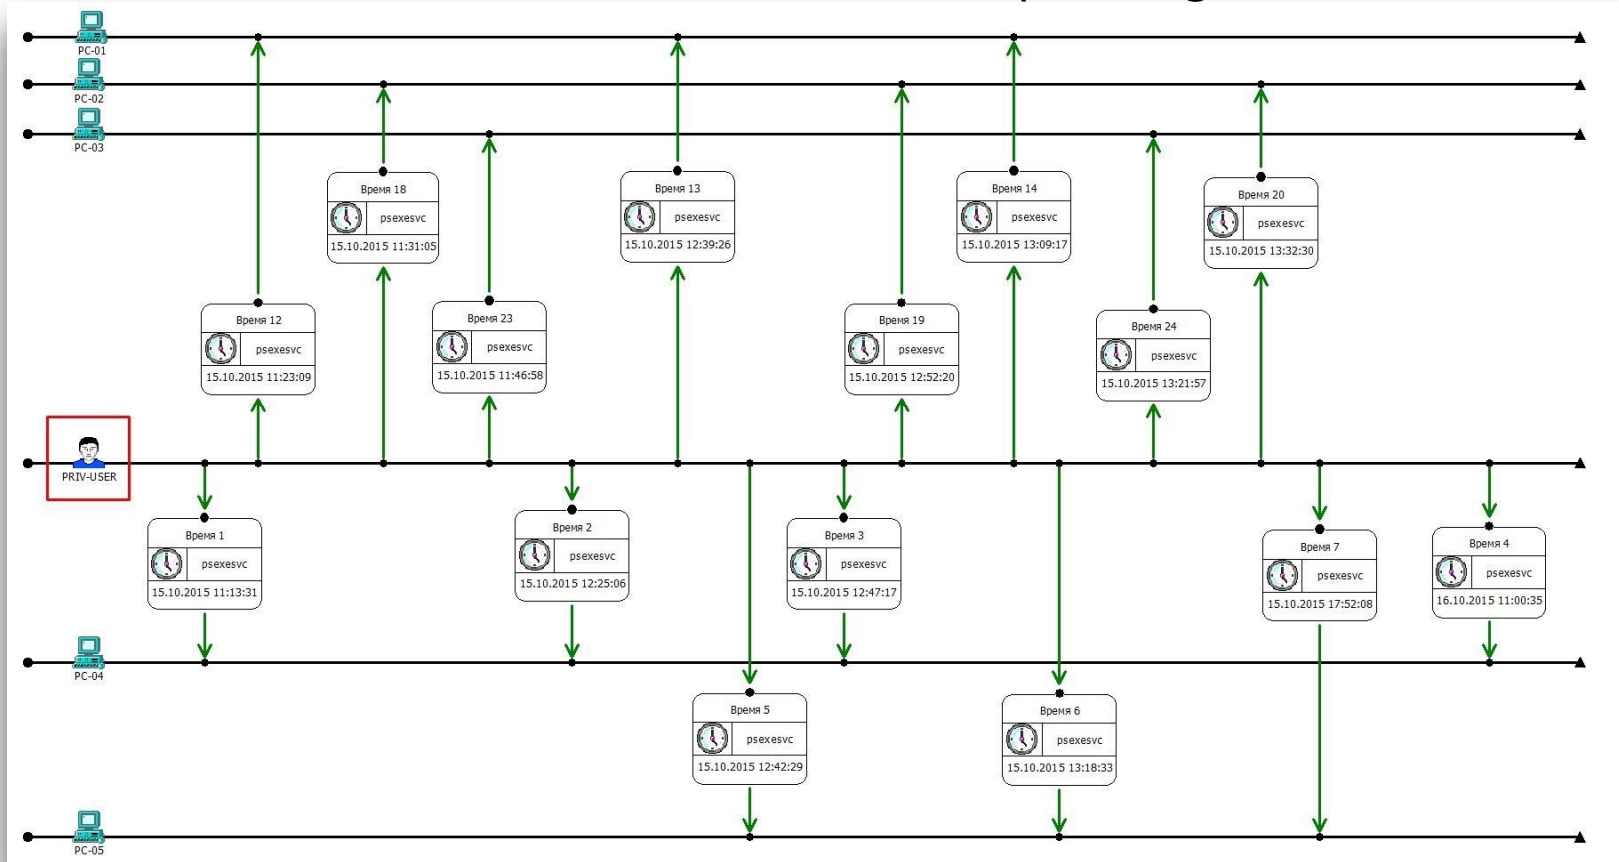 PC-01
PC-02
PC-03
Время 18
psexesvc
15.10.2015 11:31:05
Время 13
psexesvc
15.10.2015 12:39:26
Время 14
psexesvc
15.10.2015 13:09:17
Время 20
psexesvc
15.10.2015 13:32:30
Время 12
psexesvc
15.10.2015 11:23:09
Время 23
psexesvc
15.10.2015 11:46:58
Время 19
psexesvc
15.10.2015 12:52:20
Время 24
psexesvc
15.10.2015 13:21:57
PRIV-USER
Время 1
psexesvc
15.10.2015 11:13:31
Время 2
psexesvc
15.10.2015 12:25:06
Время 3
psexesvc
15.10.2015 12:47:17
Время 7
psexesvc
15.10.2015 17:52:08
Время 4
psexesvc
16.10.2015 11:00:35
PC-04
Время 5
psexesvc
15.10.2015 12:42:29
Время 6
psexesvc
15.10.2015 13:18:33
PC-05